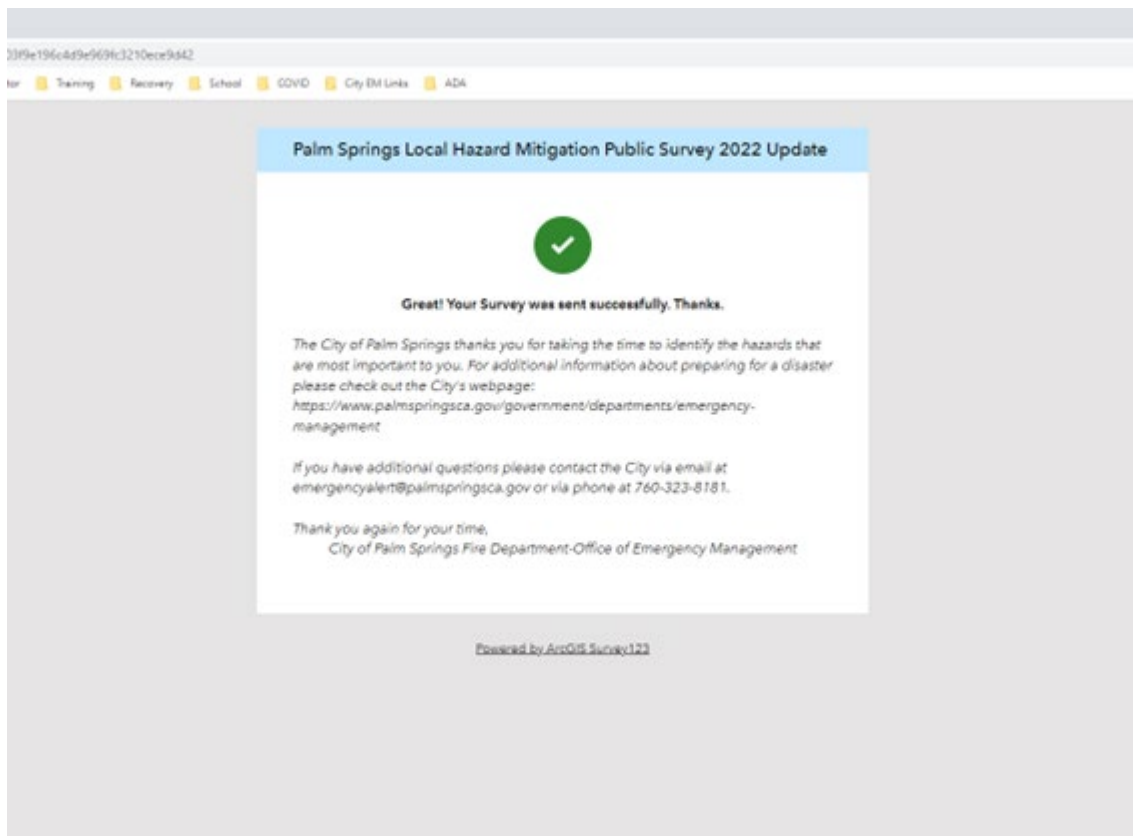 Training Recovery School COVID City EM Links ADA
Palm Springs Local Hazard Mitigation Public Survey 2022 Update
Great! Your Survey was sent successfully. Thanks.
The City of Palm Springs thanks you for taking the time to identify the hazards that
are most important to you. For additional information about preparing for a disaster
please check out the City's webpage:
https://www.palmspringsca.gov/government/departments/emergency-
management
If you have additional questions please contact the City via email at
emergencyalert@palmspringsca.gov or via phone at 760-323-8181.
Thank you again for your time,
City of Palm Springs Fire Department-Office of Emergency Management
Powered by ArcGIS Survey123